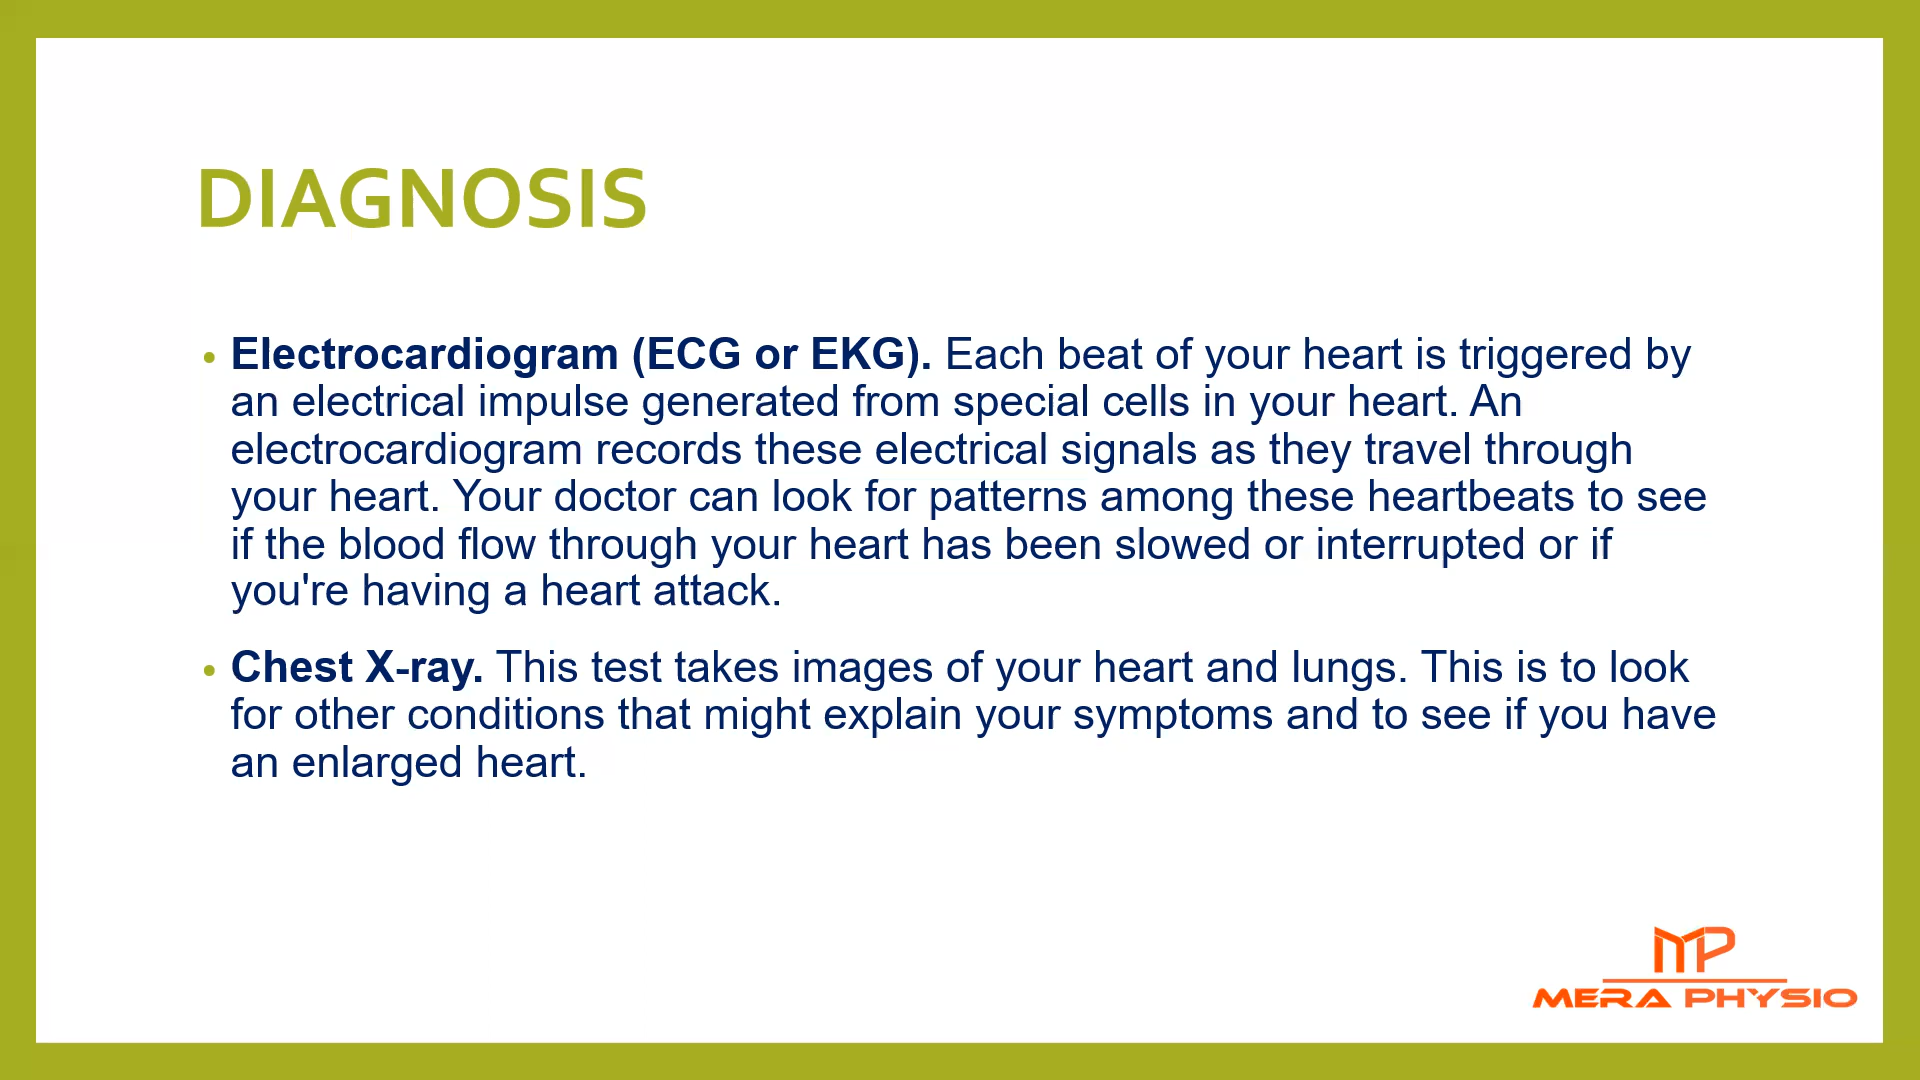 DIAGNOSIS
• Electrocardiogram (ECG or EKG). Each beat of your heart is triggered by
an electrical impulse generated from special cells in your heart. An
electrocardiogram records these electrical signals as they travel through
your heart. Your doctor can look for patterns among these heartbeats to see
if the blood flow through your heart has been slowed or interrupted or if
you're having a heart attack.
• Chest X-ray. This test takes images of your heart and lungs. This is to look
for other conditions that might explain your symptoms and to see if you have
an enlarged heart.
MP
MERA PHYSIO